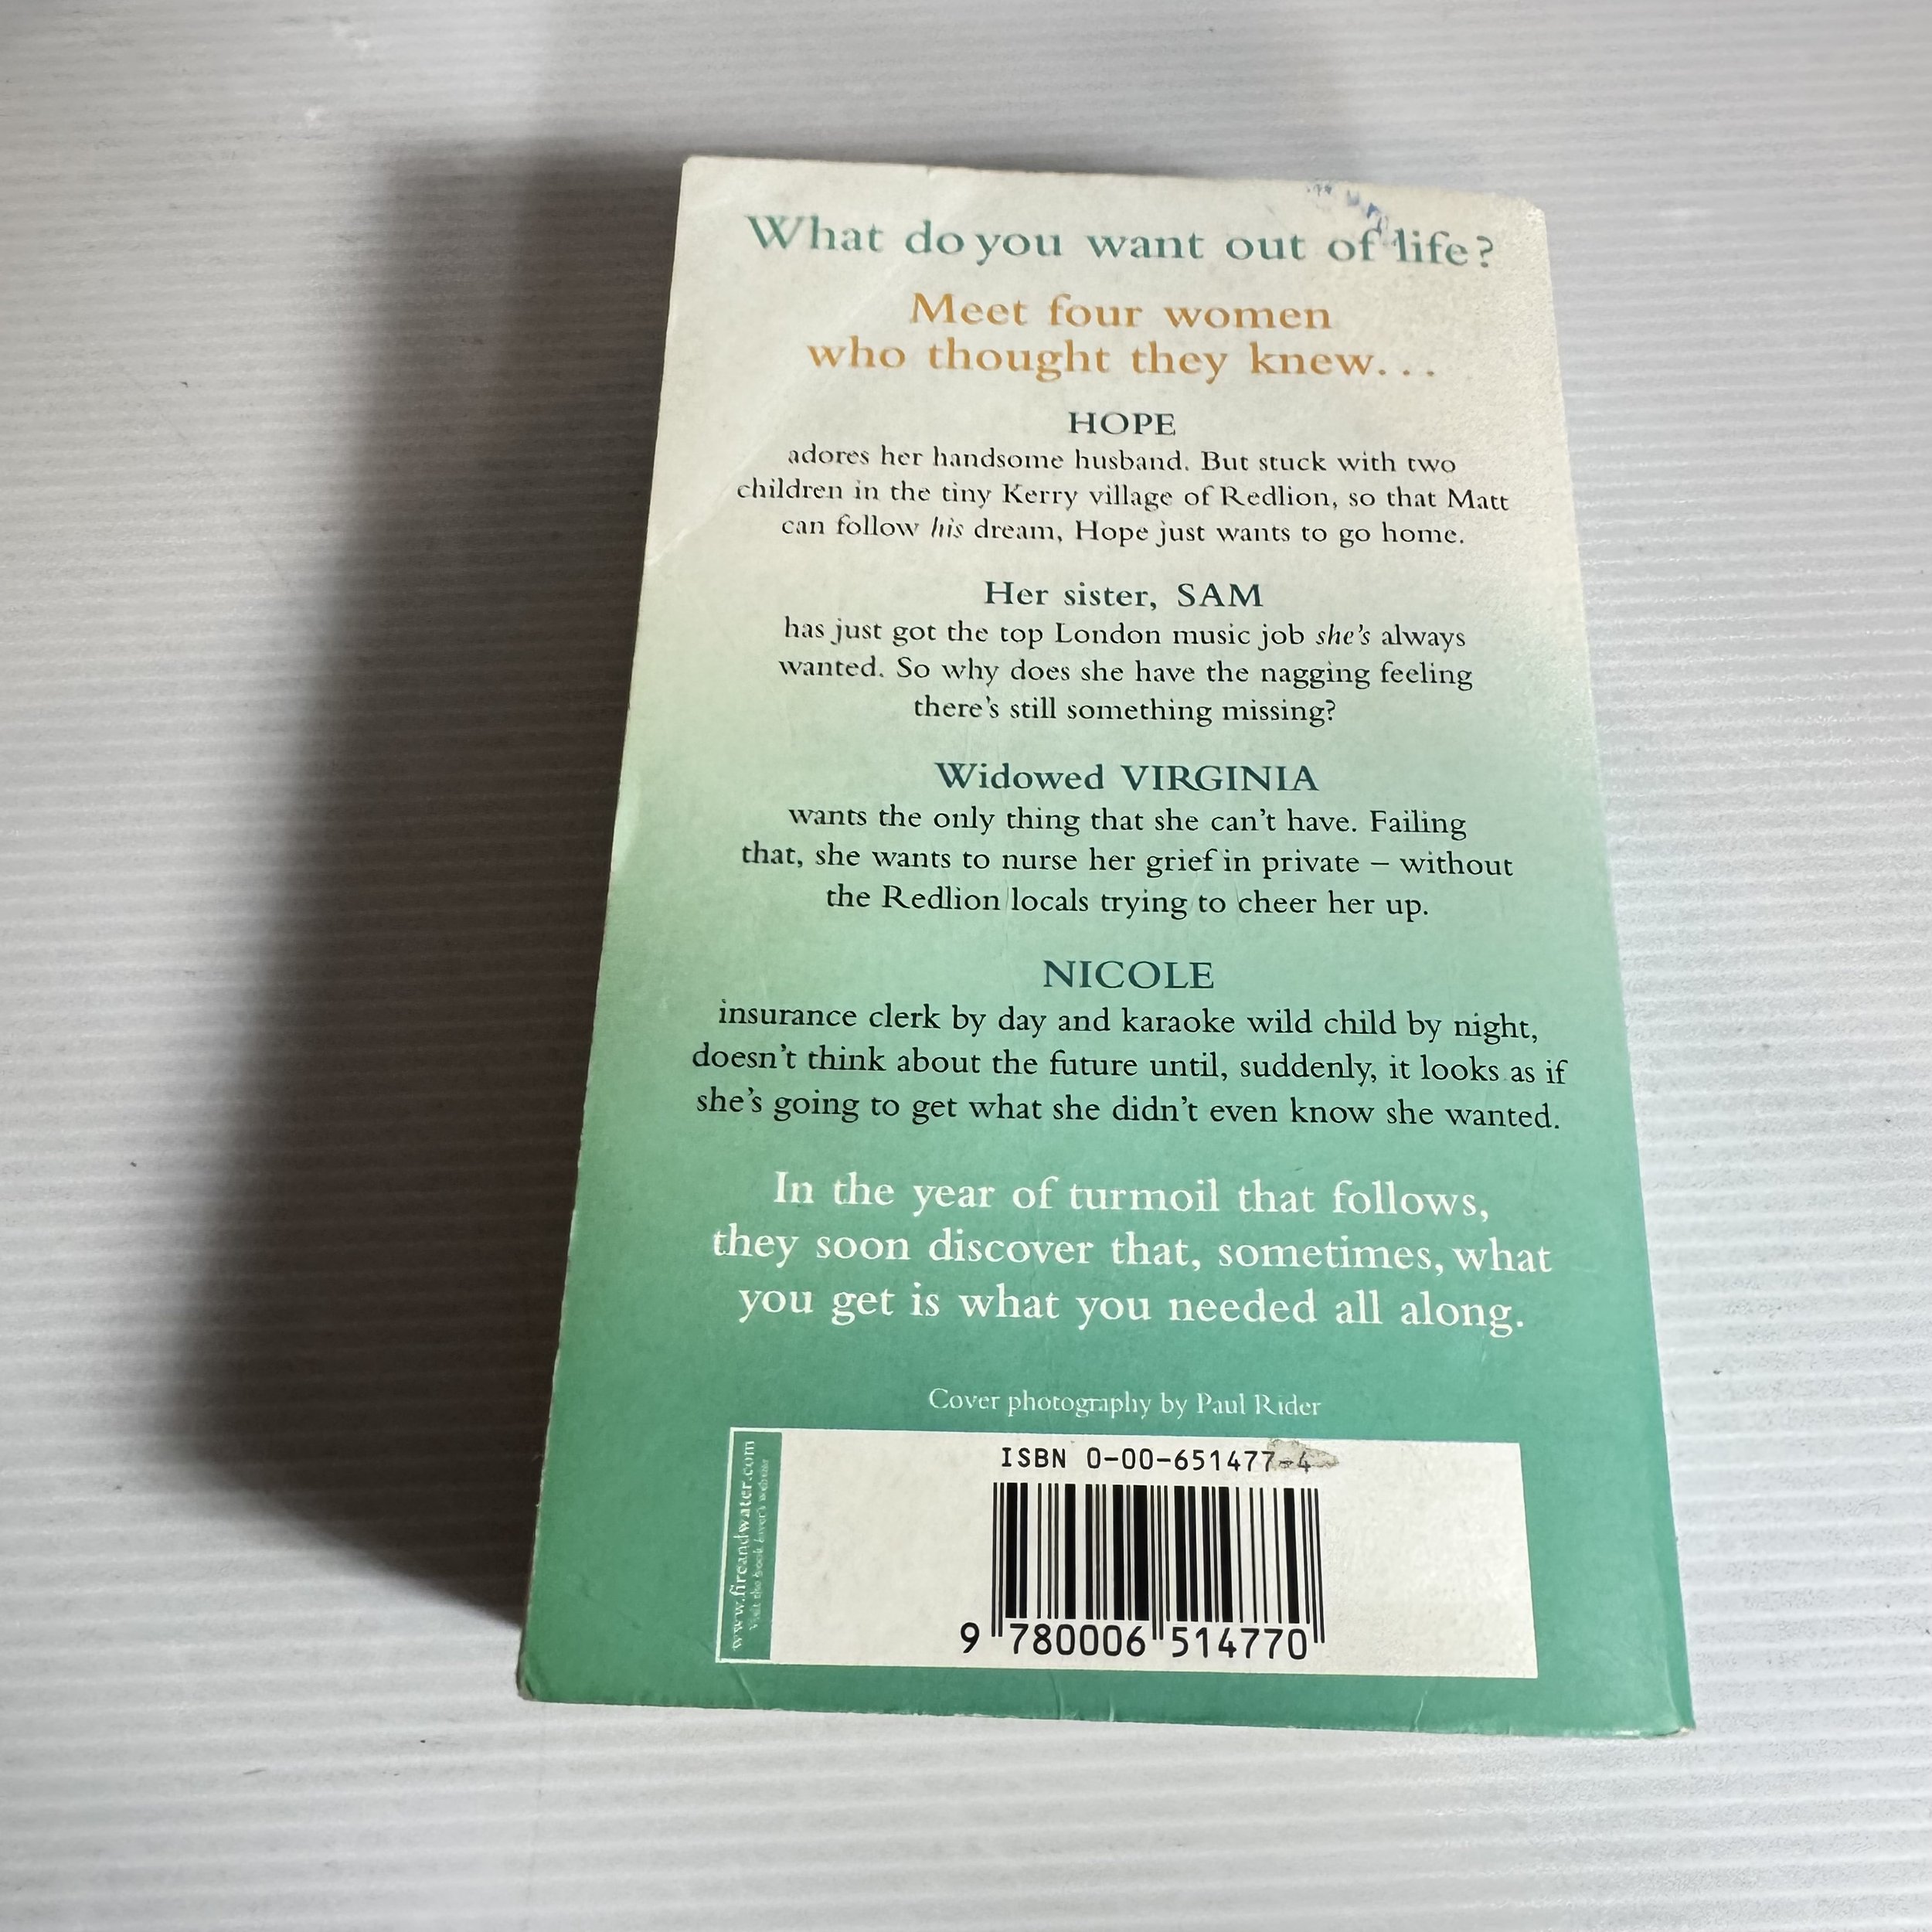 What do you want out of life?
Meet four women
who thought they knew...
HOPE
adores her handsome husband. But stuck with two
children in the tiny Kerry village of Redlion, so that Matt
can follow his dream, Hope just wants to go home.
Her sister, SAM
has just got the top London music job she's always
wanted. So why does she have the nagging feeling
there's still something missing?
Widowed VIRGINIA
wants the only thing that she can't have. Failing
that, she wants to nurse her grief in private – without
the Redlion locals trying to cheer her up.
NICOLE
insurance clerk by day and karaoke wild child by night,
doesn't think about the future until, suddenly, it looks as if
she's going to get what she didn't even know she wanted.
In the year of turmoil that follows,
they soon discover that, sometimes, what
you get is what you needed all along.
Cover photography by Paul Rider
www.fireandwater.com
Visit the book lover's website
ISBN 0-00-651477-4
9 780006 514770